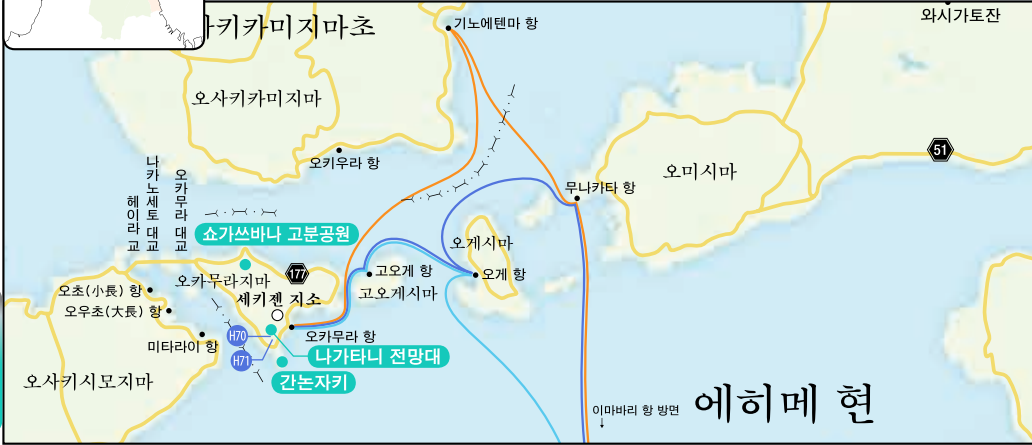 사키카미지마초
기노에텐마 항
와시가토잔
오사키카미지마
51
오키우라 항
오미시마
무나카타 항
나카노세토 대교
오카무라 대교
헤이라 교
쇼가쓰바나 고분공원
오게시마
177
고오게 항
오게 항
오카무라지마
고오게시마
오초(小長) 항
세키젠 지소
오우초(大長) 항
오카무라 항
H70
미타라이 항
나가타니 전망대
H71
오사키시모지마
간논자키
에히메 현
이마바리 항 방면
↓